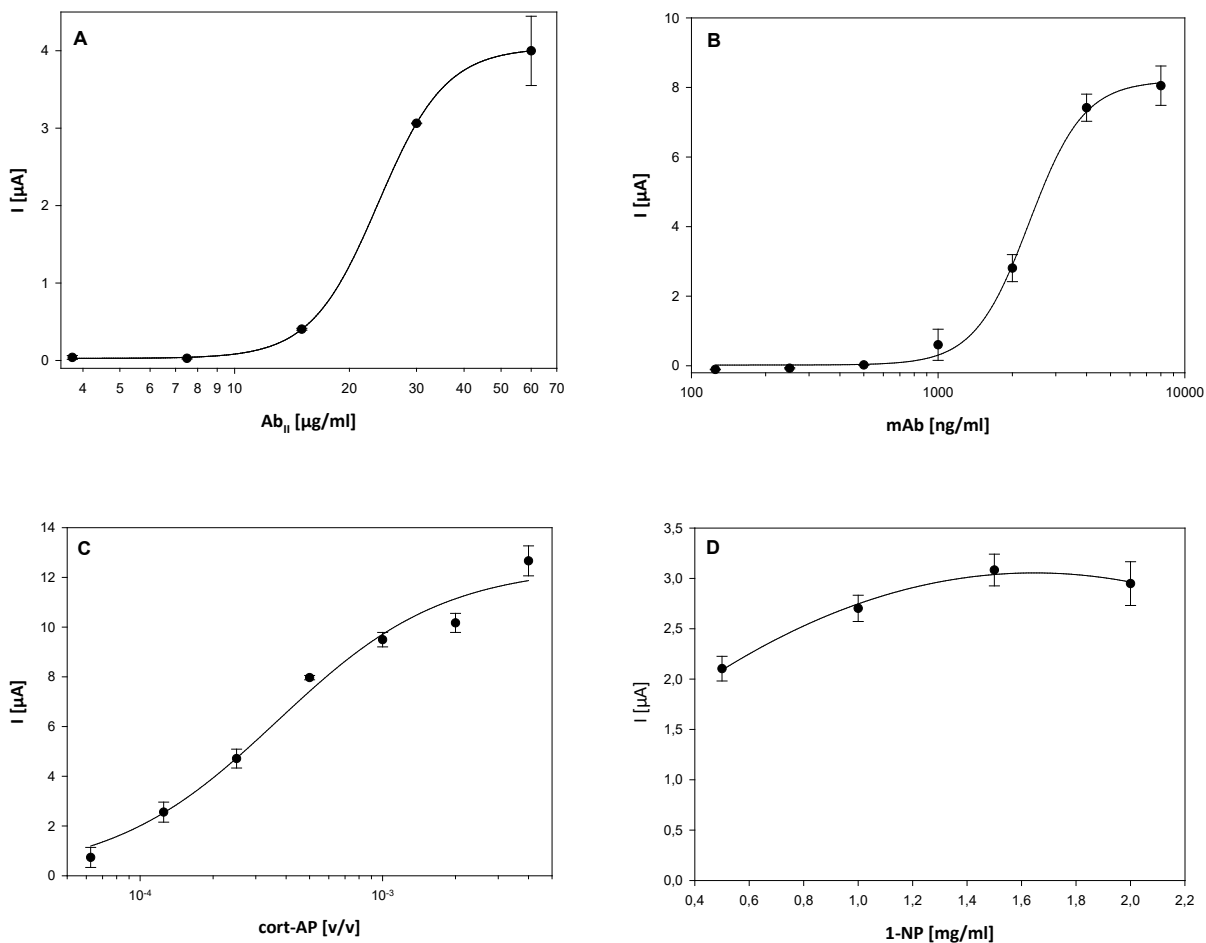 A
I [µA]
4
3
2
1
0
4 5 6 7 8 9 10 20 30 40 50 60 70
Ab_II [µg/ml]
B
I [µA]
10
8
6
4
2
0
100 1000 10000
mAb [ng/ml]
C
I [µA]
14
12
10
8
6
4
2
0
10⁻⁴ 10⁻³
cort-AP [v/v]
D
I [µA]
3,5
3,0
2,5
2,0
1,5
1,0
0,5
0,0
0,4 0,6 0,8 1,0 1,2 1,4 1,6 1,8 2,0 2,2
1-NP [mg/ml]